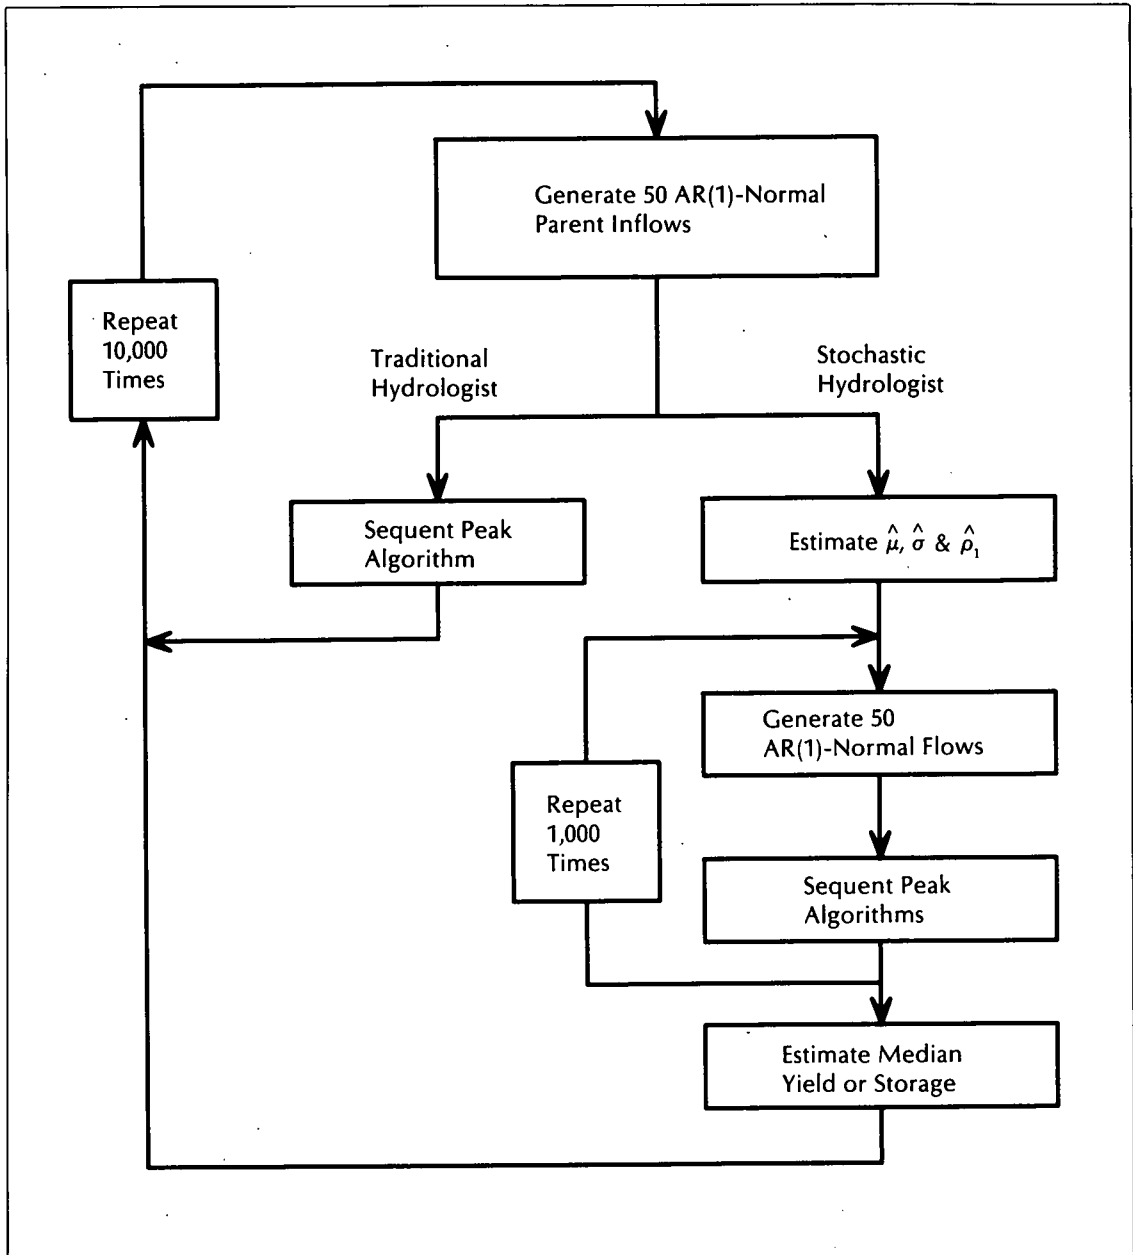 Generate 50 AR(1)-Normal
Parent Inflows
Repeat
10,000
Times
Traditional
Hydrologist
Stochastic
Hydrologist
Sequent Peak
Algorithm
Estimate μ̂, σ̂ & ρ̂₁
Generate 50
AR(1)-Normal Flows
Repeat
1,000
Times
Sequent Peak
Algorithms
Estimate Median
Yield or Storage